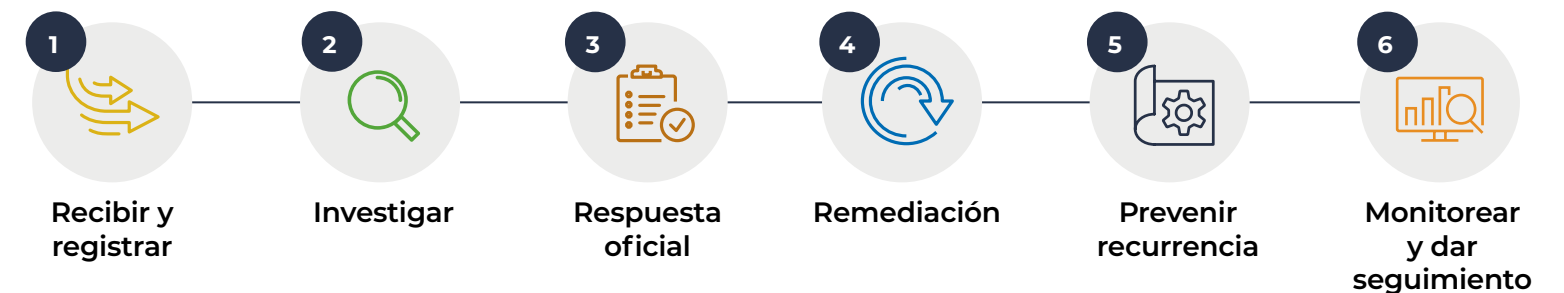 1
Recibir y
registrar
2
Investigar
3
Respuesta
oficial
4
Remediación
5
Prevenir
recurrencia
6
Monitorear
y dar
seguimiento